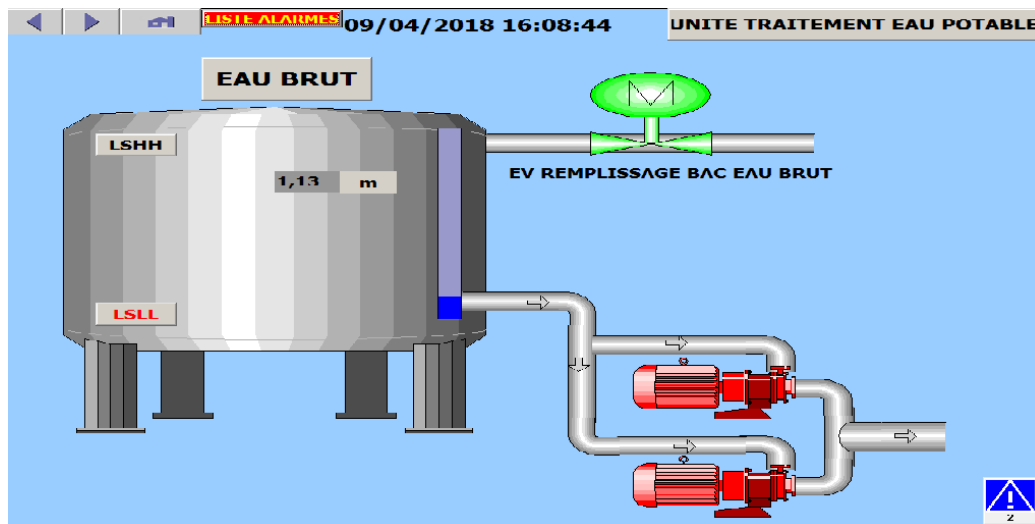 LISTE ALARMES
09/04/2018 16:08:44
UNITE TRAITEMENT EAU POTABLE
EAU BRUT
LSHH
1,13 m
EV REMPLISSAGE BAC EAU BRUT
LSLL
2